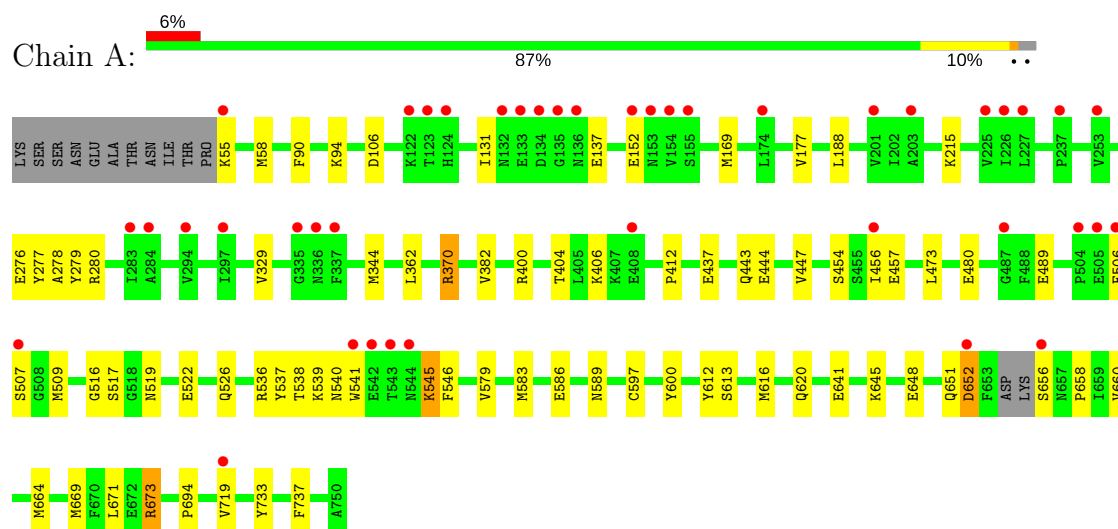 6%
Chain A:
87% 10% • •
LYS SER SER ASN GLU ALA THR ASN ILE THR PRO K55 M58 F90 K94 D106 K122 T123 H124 I131 N132 E133 D134 G135 N136 E137 E152 N153 V154 S155 M169 L174 V177 L188 V201 I202 A203 K215 V225 I226 L227 P237 V253
E276 Y277 A278 Y279 R280 I283 A284 V294 I297 V329 G335 N336 F337 M344 L362 R370 V382 R400 T404 L405 K406 K407 E408 P412 E437 Q443 E444 V447 S454 S455 I456 E457 L473 E480 G487 F488 E489 P504 E505 E506
S507 G508 M509 G516 S517 G518 N519 E522 Q526 R536 Y537 T538 K539 N540 W541 E542 T543 N544 K545 F546 V579 M583 E586 N589 C597 Y600 Y612 S613 M616 Q620 E641 K645 E648 Q651 D652 F653 ASP LYS S656 N657 P658 I659 V660
M664 M669 F670 L671 E672 R673 P694 V719 Y733 F737 A750